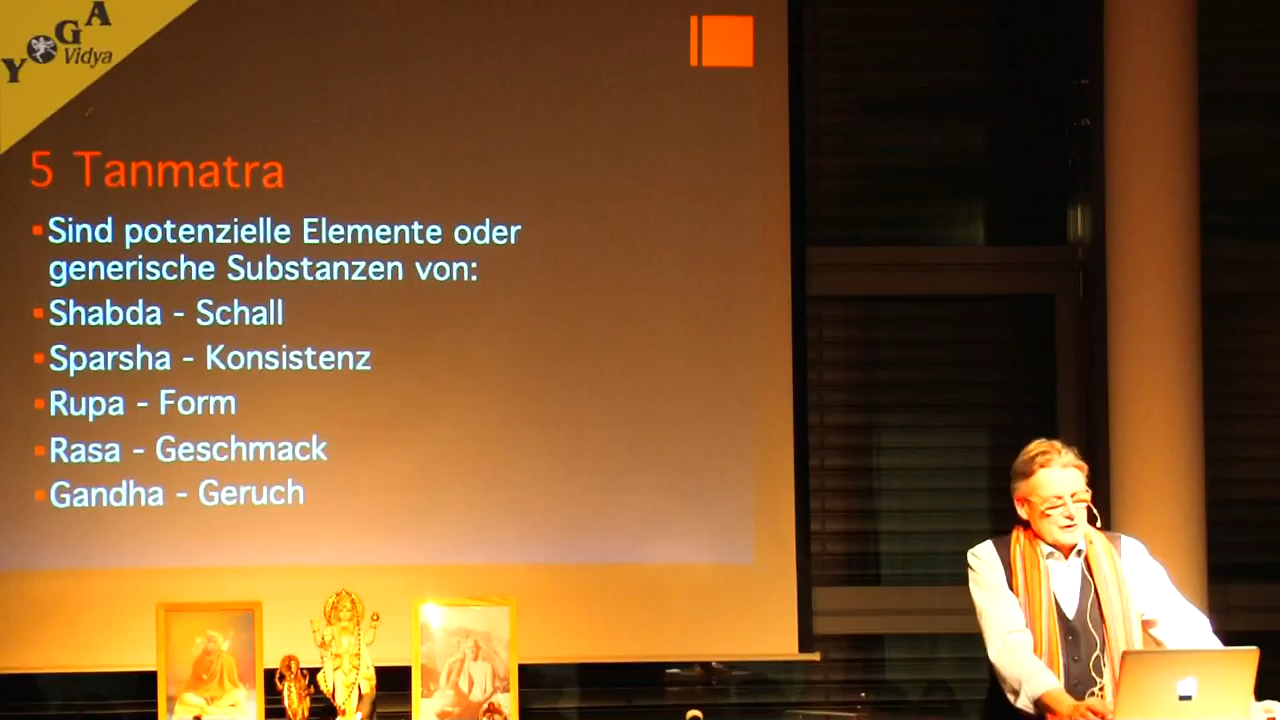 YOGA
Vidya
5 Tanmatra
Sind potenzielle Elemente oder
generische Substanzen von:
Shabda - Schall
Sparsha - Konsistenz
Rupa - Form
Rasa - Geschmack
Gandha - Geruch